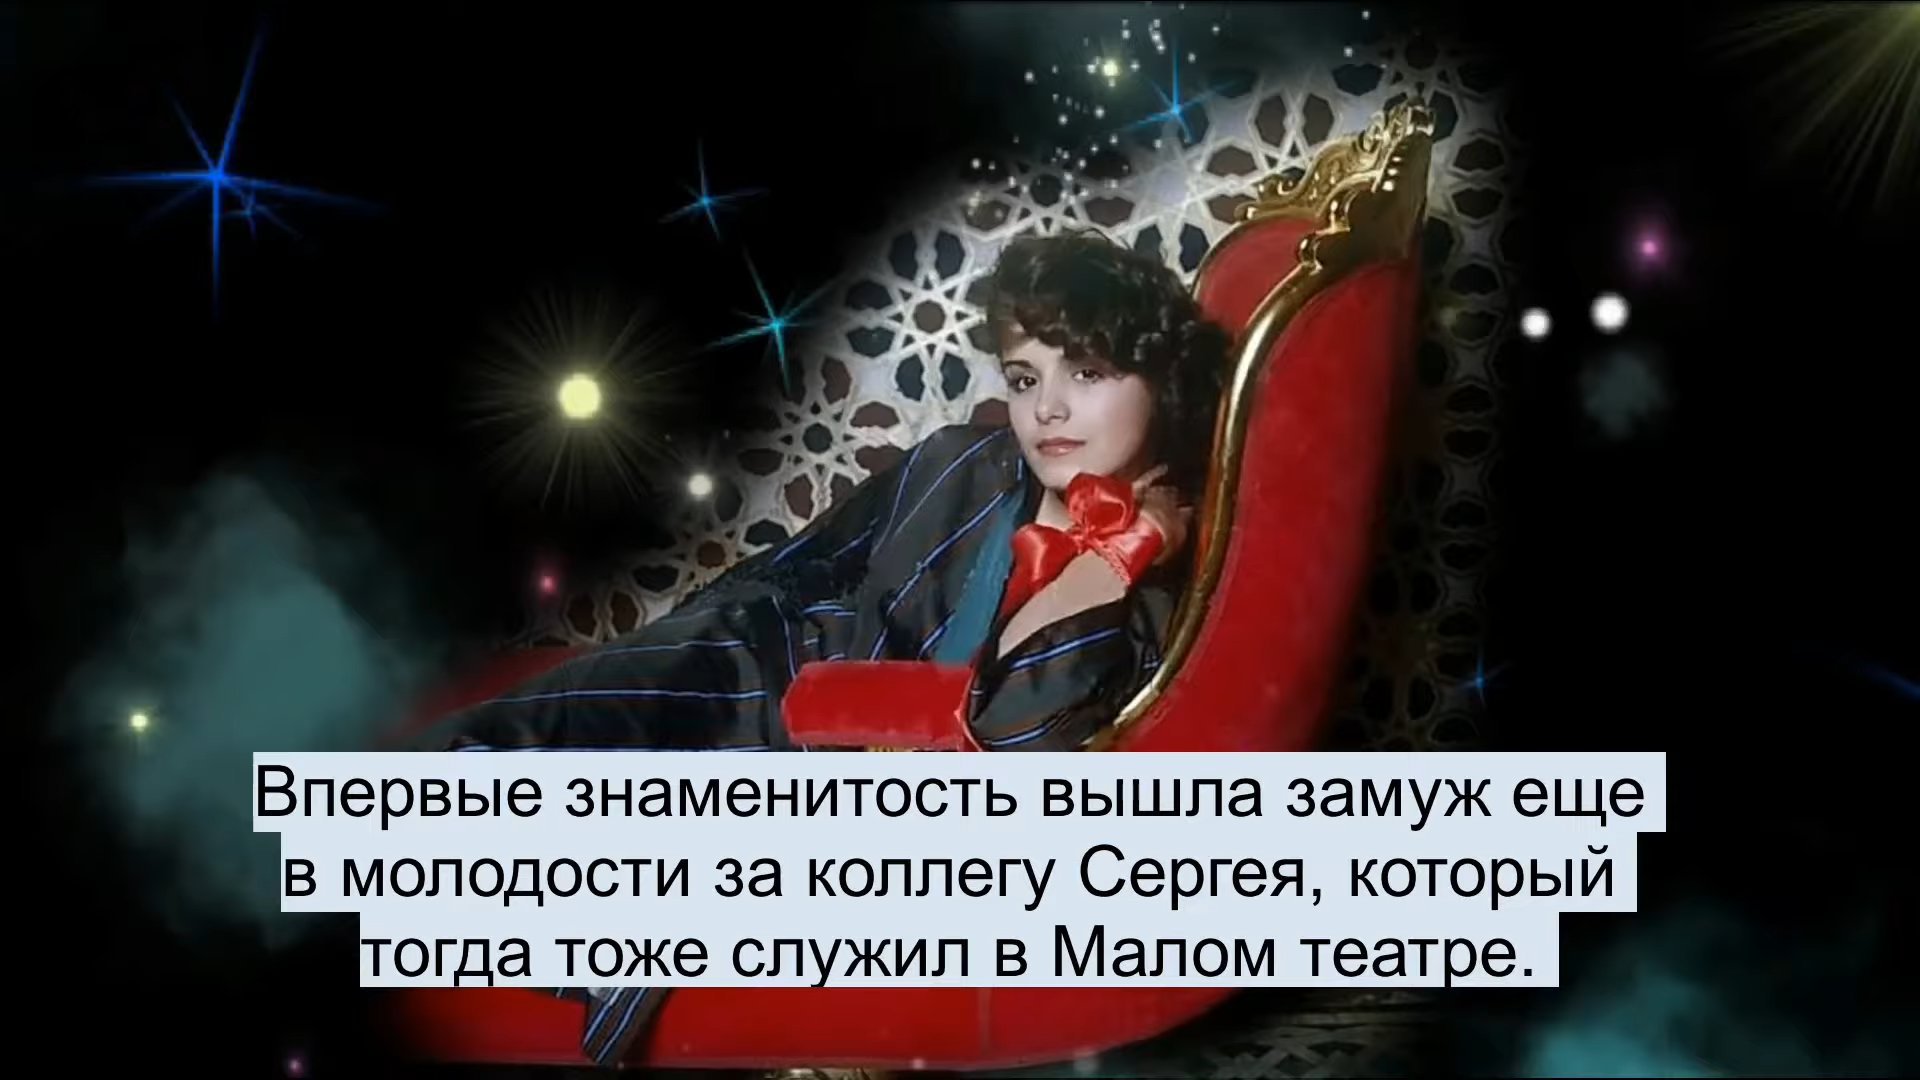 Впервые знаменитость вышла замуж еще
в молодости за коллегу Сергея, который
тогда тоже служил в Малом театре.